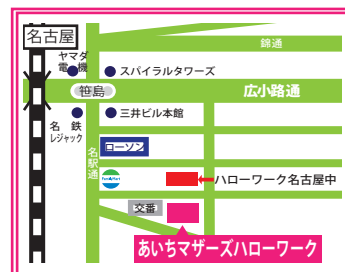 名古屋
錦通
ヤマダ
電機
スパイラルタワーズ
笹島
広小路通
名鉄
レジャック
三井ビル本館
名駅通
ローソン
FamilyMart
ハローワーク名古屋中
交番
あいちマザーズハローワーク